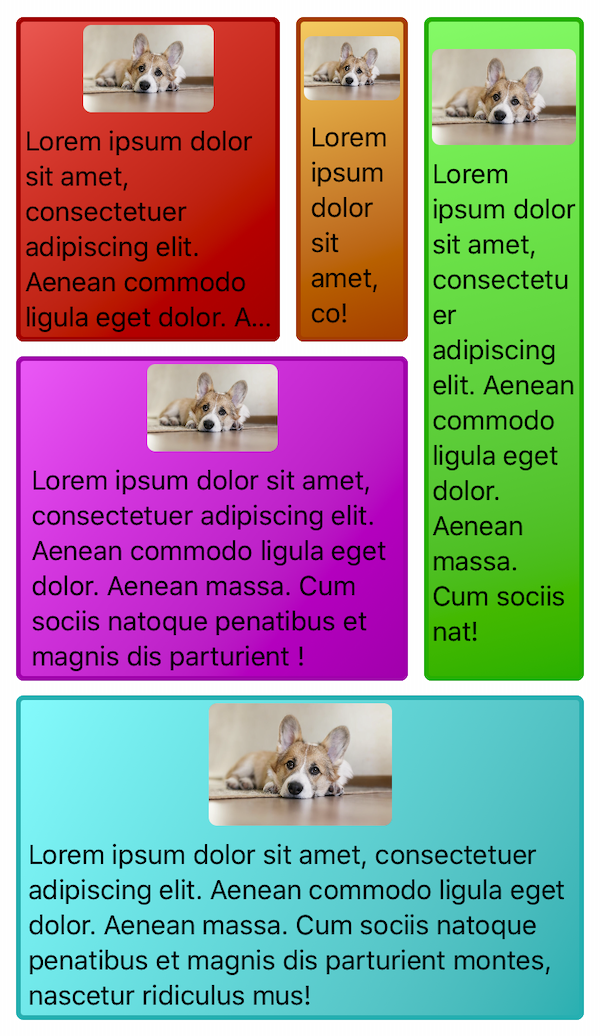 Lorem ipsum dolor
sit amet,
consectetuer
adipiscing elit.
Aenean commodo
ligula eget dolor. A...
Lorem
ipsum
dolor
sit
amet,
co!
Lorem
ipsum dolor
sit amet,
consectetu
er
adipiscing
elit. Aenean
commodo
ligula eget
dolor.
Aenean
massa.
Cum sociis
nat!
Lorem ipsum dolor sit amet,
consectetuer adipiscing elit.
Aenean commodo ligula eget
dolor. Aenean massa. Cum
sociis natoque penatibus et
magnis dis parturient !
Lorem ipsum dolor sit amet, consectetuer
adipiscing elit. Aenean commodo ligula eget
dolor. Aenean massa. Cum sociis natoque
penatibus et magnis dis parturient montes,
nascetur ridiculus mus!